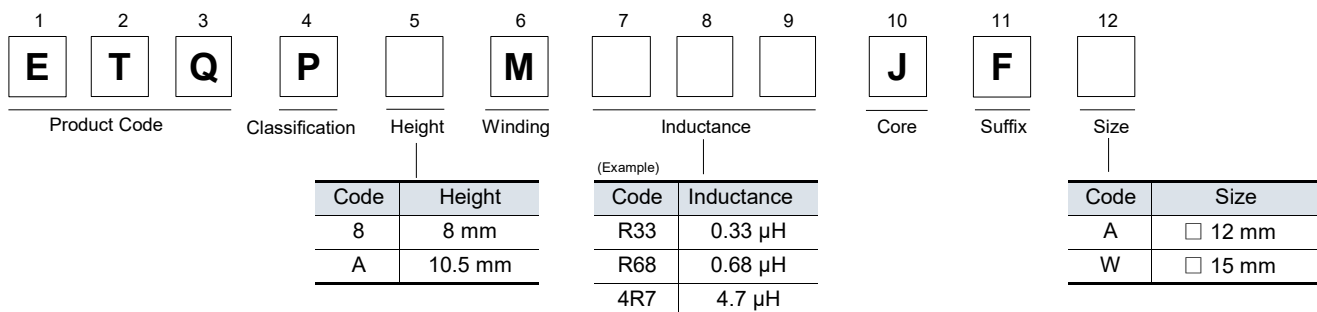 1 2 3 4 5 6 7 8 9 10 11 12
E T Q P M J F
Product Code Classification Height Winding Inductance Core Suffix Size
(Example)
Code Height Code Inductance Code Size
8 8 mm R33 0.33 μH A □ 12 mm
A 10.5 mm R68 0.68 μH W □ 15 mm
4R7 4.7 μH